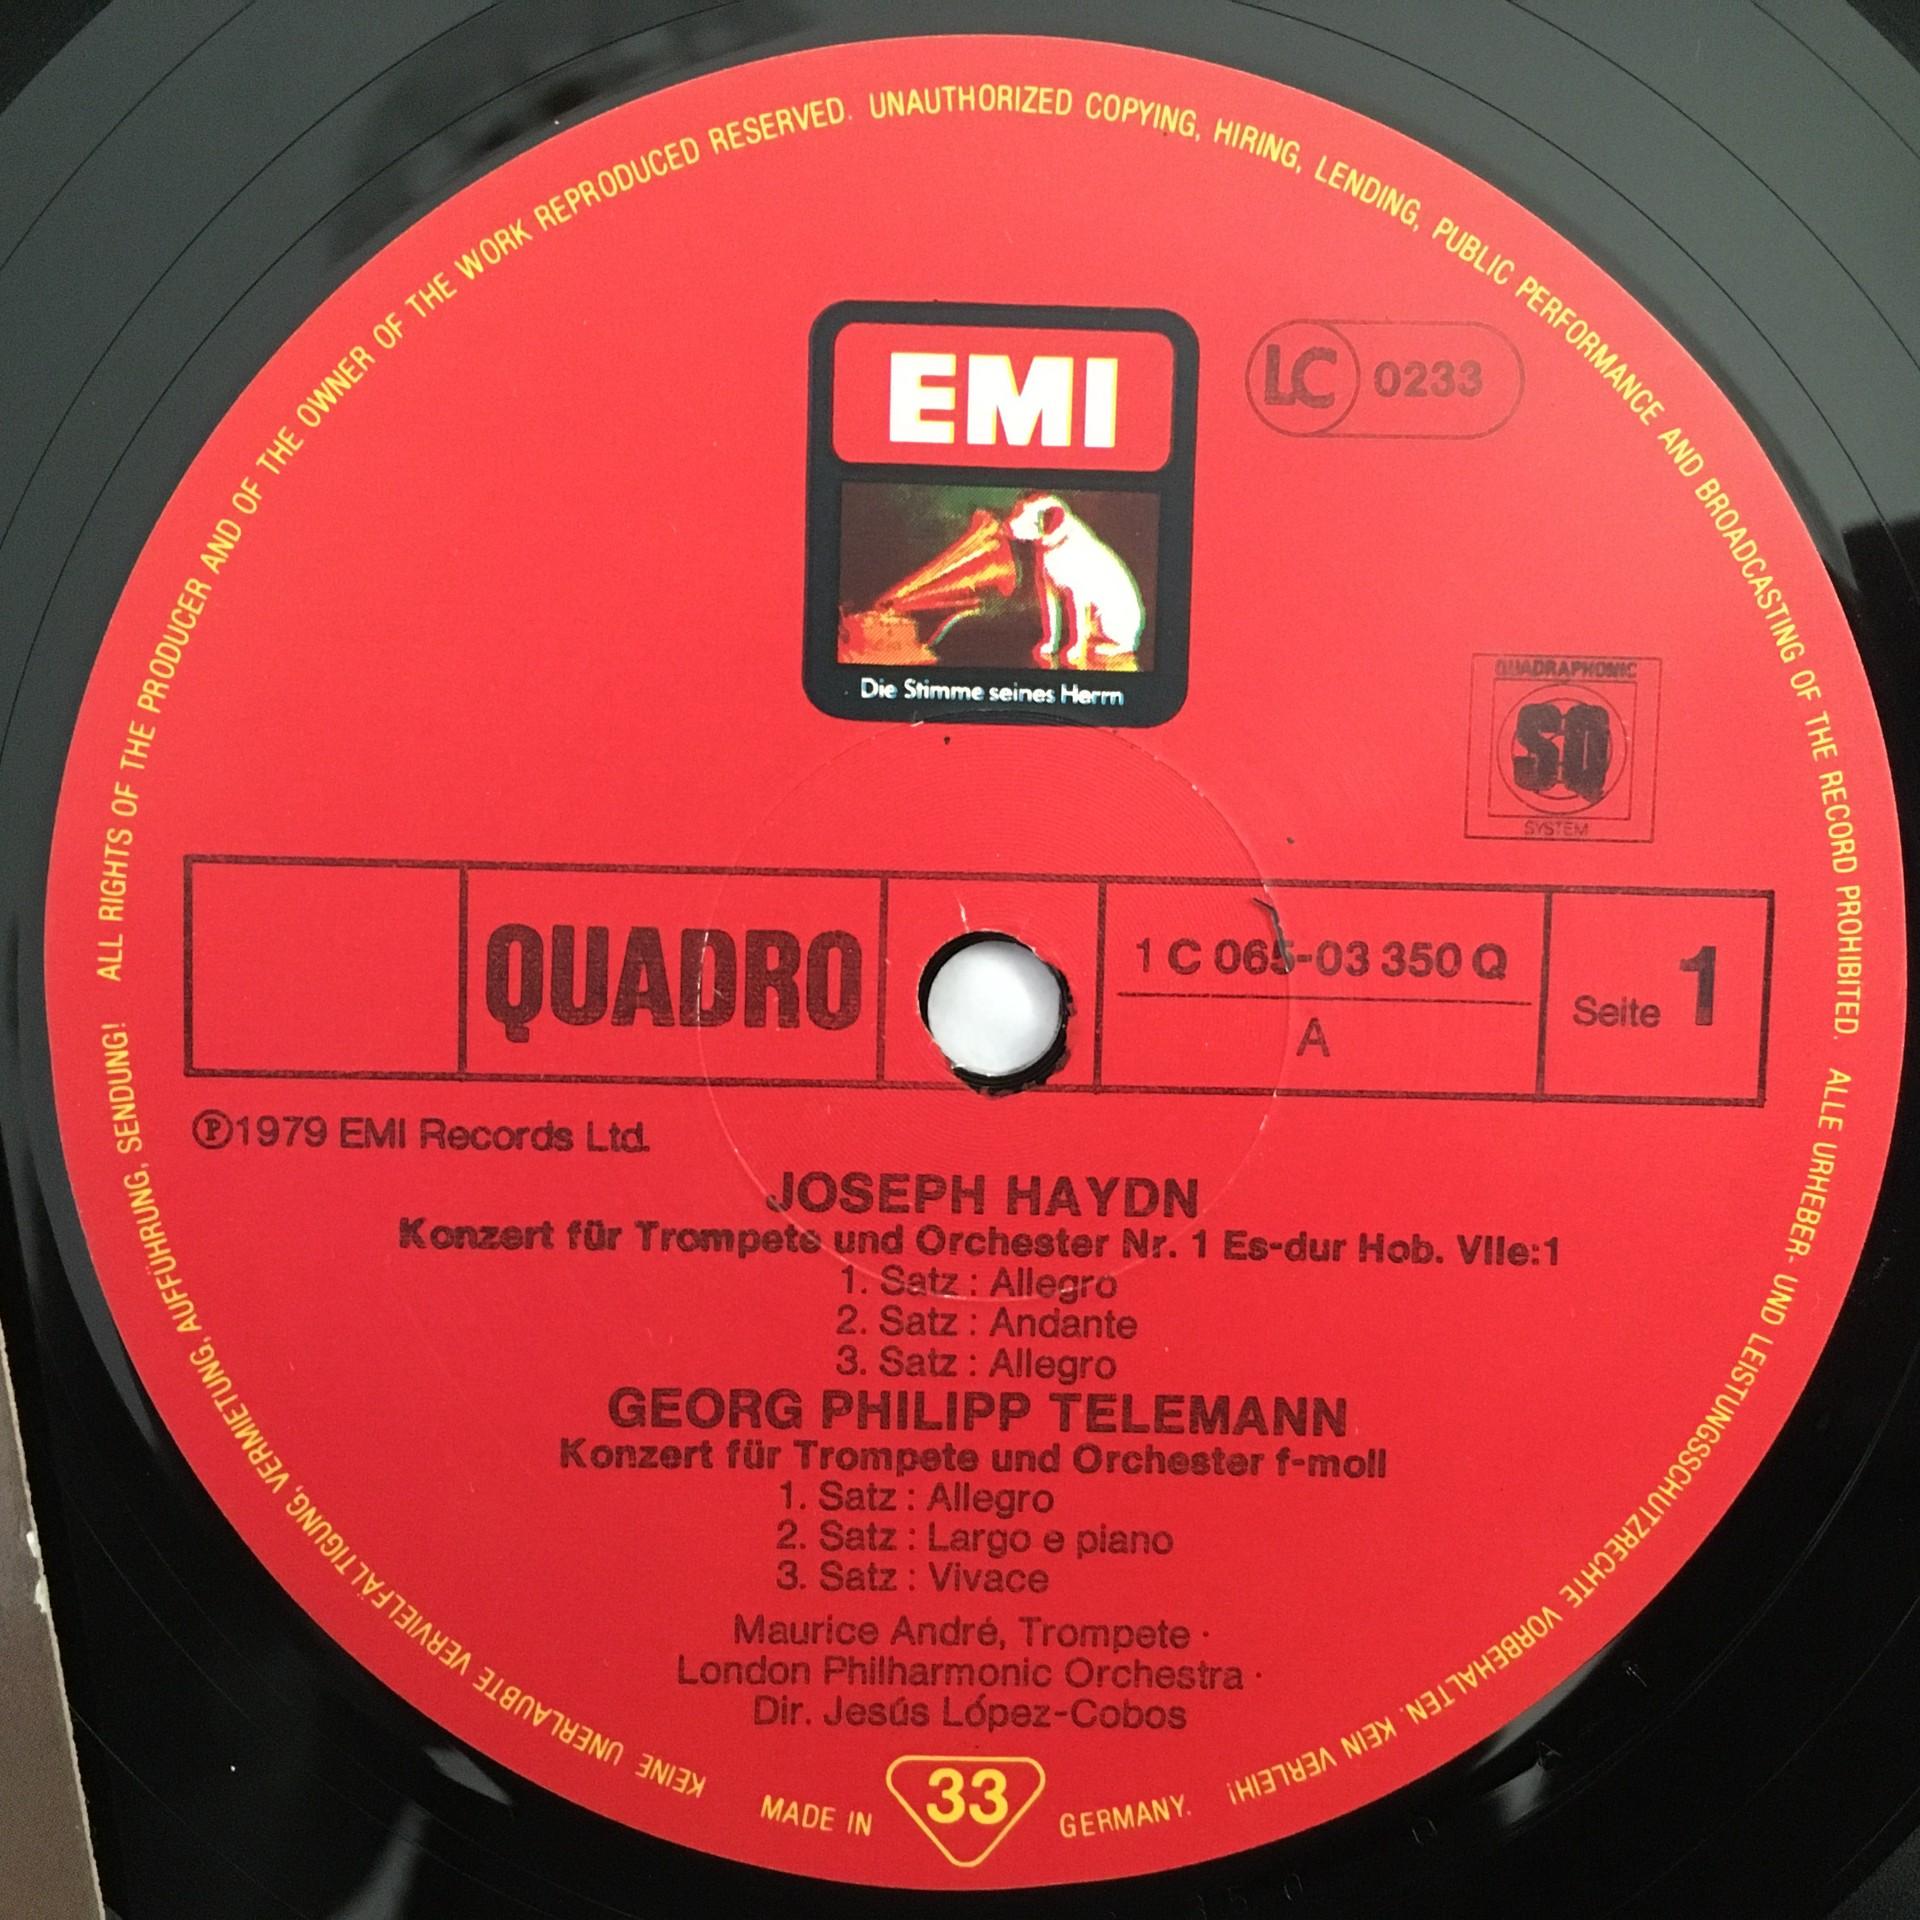 ALL RIGHTS OF THE PRODUCER AND OF THE OWNER OF THE WORK REPRODUCED RESERVED. UNAUTHORIZED COPYING, HIRING, LENDING, PUBLIC PERFORMANCE AND BROADCASTING OF THE RECORD PROHIBITED.
EMI
LC 0233
Die Stimme seines Herrn
QUADRAPHONIC
SQ
SYSTEM
QUADRO
1 C 065-03 350 Q
A
Seite 1
℗1979 EMI Records Ltd.
JOSEPH HAYDN
Konzert für Trompete und Orchester Nr. 1 Es-dur Hob. VIIe:1
1. Satz : Allegro
2. Satz : Andante
3. Satz : Allegro
GEORG PHILIPP TELEMANN
Konzert für Trompete und Orchester f-moll
1. Satz : Allegro
2. Satz : Largo e piano
3. Satz : Vivace
Maurice André, Trompete ·
London Philharmonic Orchestra ·
Dir. Jesús López-Cobos
ALLE URHEBER- UND LEISTUNGSSCHUTZRECHTE VORBEHALTEN. KEIN VERLEIH! KEINE UNERLAUBTE VERVIELFÄLTIGUNG, VERMIETUNG, AUFFÜHRUNG, SENDUNG!
MADE IN 33 GERMANY.